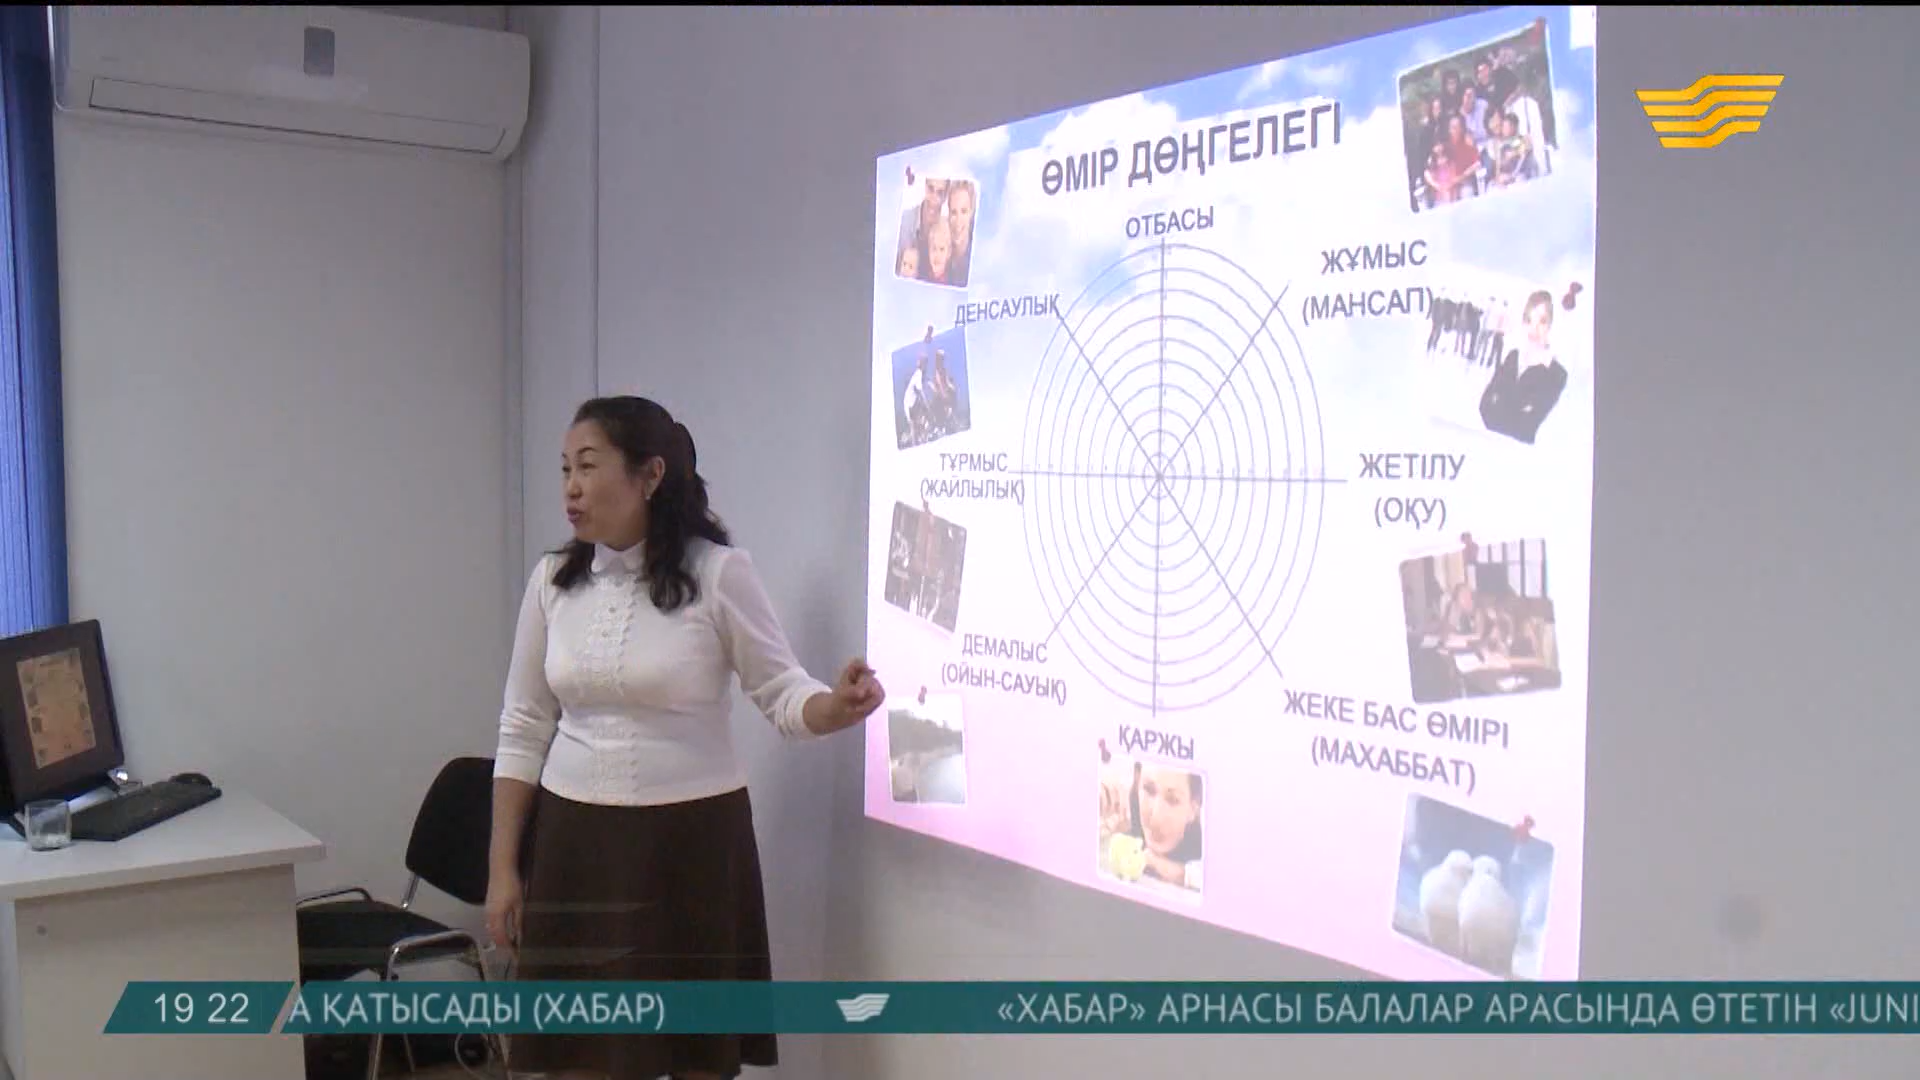 ӨМІР ДӨҢГЕЛЕГІ
ОТБАСЫ
ЖҰМЫС
(МАНСАП)
ДЕНСАУЛЫҚ
ТҰРМЫС
(ЖАЙЛЫЛЫҚ)
ЖЕТІЛУ
(ОҚУ)
ДЕМАЛЫС
(ОЙЫН-САУЫҚ)
ЖЕКЕ БАС ӨМІРІ
(МАХАББАТ)
ҚАРЖЫ
19 22 А ҚАТЫСАДЫ (ХАБАР) «ХАБАР» АРНАСЫ БАЛАЛАР АРАСЫНДА ӨТЕТІН «JUNI